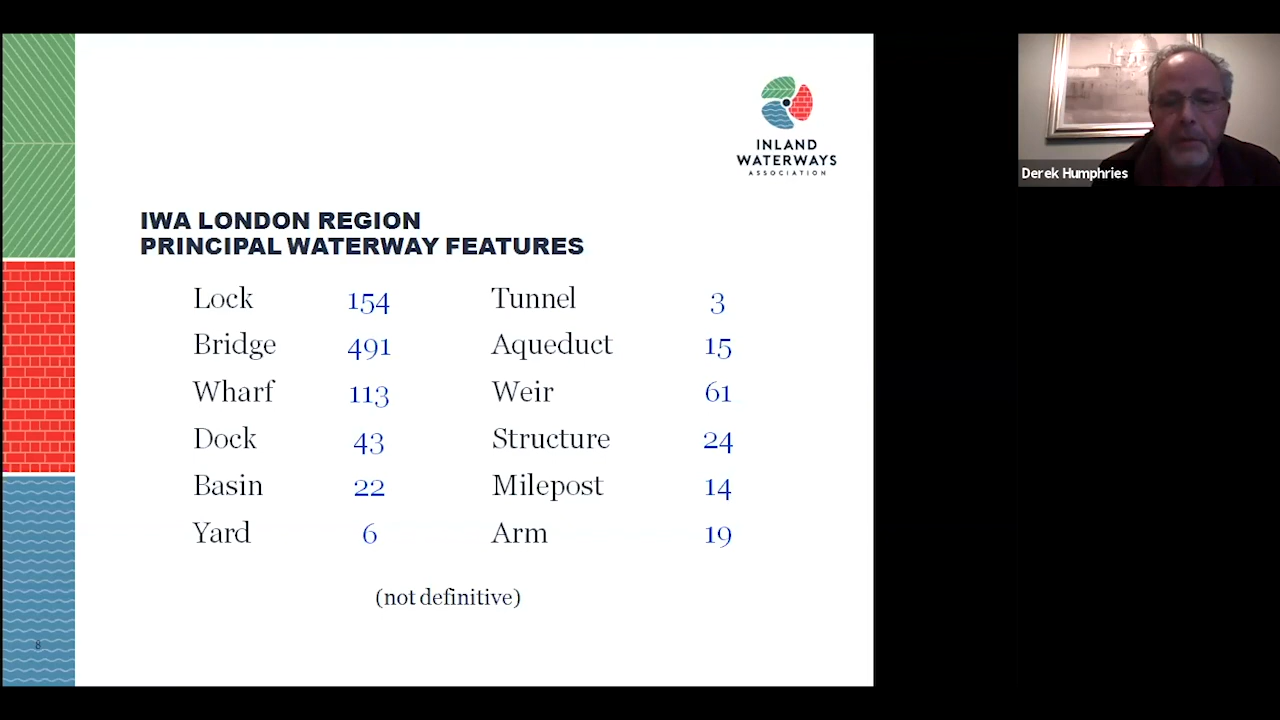 INLAND
WATERWAYS
ASSOCIATION
Derek Humphries
IWA LONDON REGION
PRINCIPAL WATERWAY FEATURES
Lock 154 Tunnel 3
Bridge 491 Aqueduct 15
Wharf 113 Weir 61
Dock 43 Structure 24
Basin 22 Milepost 14
Yard 6 Arm 19
(not definitive)
8